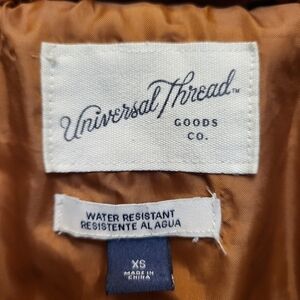 Universal Thread™
GOODS
CO.
WATER RESISTANT
RESISTENTE AL AGUA
XS
MADE IN
CHINA